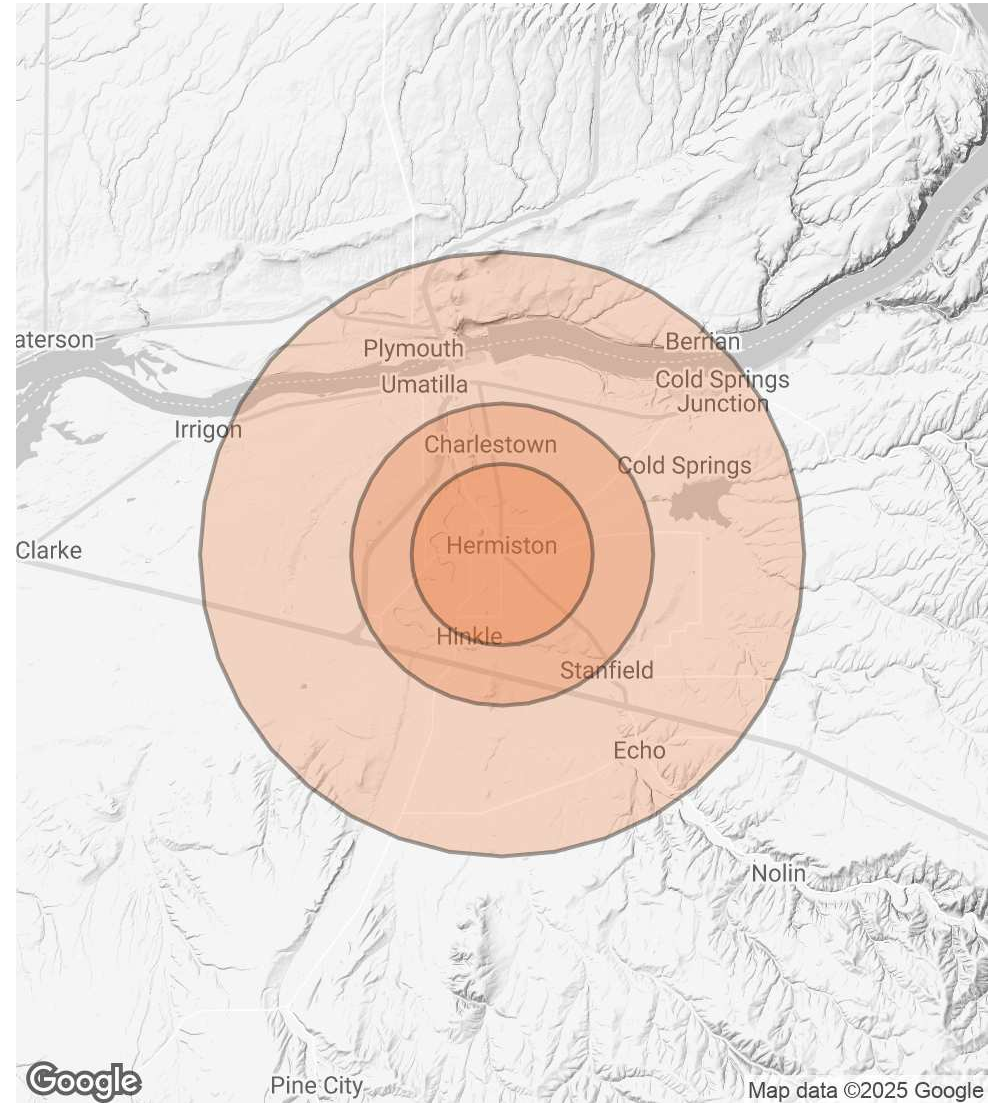 aterson
Plymouth
Berrian
Umatilla
Cold Springs
Junction
Irrigon
Charlestown
Cold Springs
Hermiston
Clarke
Hinkle
Stanfield
Echo
Nolin
Pine City
Google
Map data ©2025 Google